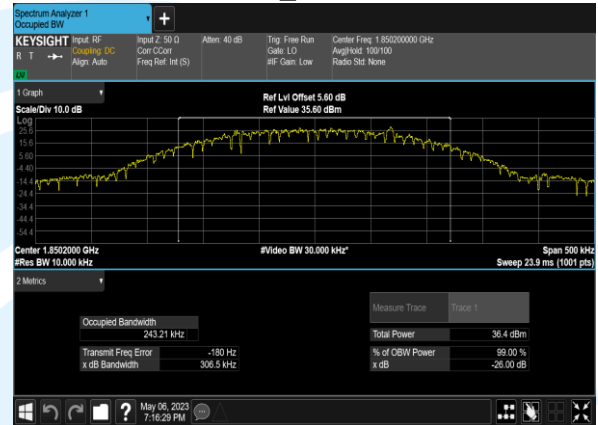 Spectrum Analyzer 1
Occupied BW
KEYSIGHT
R T
LXI
Input: RF
Coupling: DC
Align: Auto
Input Z: 50 Ω
Corr CCorr
Freq Ref: Int (S)
Atten: 40 dB
Trig: Free Run
Gate: LO
#IF Gain: Low
Center Freq: 1.850200000 GHz
Avg|Hold: 100/100
Radio Std: None
1 Graph
Scale/Div 10.0 dB
Ref Lvl Offset 5.60 dB
Ref Value 35.60 dBm
Log
25.6
15.6
5.60
-4.40
-14.4
-24.4
-34.4
-44.4
-54.4
Center 1.8502000 GHz
#Video BW 30.000 kHz*
Span 500 kHz
#Res BW 10.000 kHz
Sweep 23.9 ms (1001 pts)
2 Metrics
Measure Trace Trace 1
Occupied Bandwidth
243.21 kHz
Total Power 36.4 dBm
Transmit Freq Error -180 Hz
% of OBW Power 99.00 %
x dB Bandwidth 306.5 kHz
x dB -26.00 dB
?
May 06, 2023
7:16:29 PM